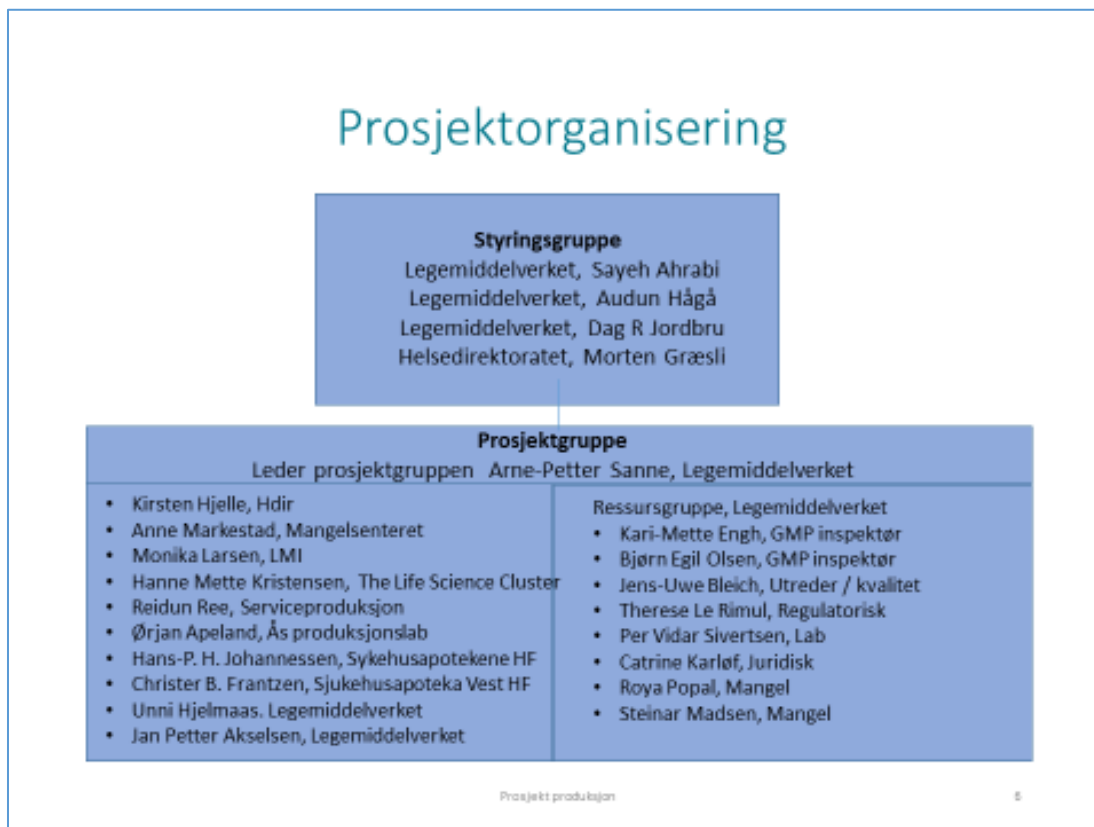 Prosjektorganisering
Styringsgruppe
Legemiddelverket, Sayeh Ahrabi
Legemiddelverket, Audun Hågå
Legemiddelverket, Dag R Jordbru
Helsedirektoratet, Morten Græsli
Prosjektgruppe
Leder prosjektgruppen Arne-Petter Sanne, Legemiddelverket
• Kirsten Hjelle, Hdir
• Anne Markestad, Mangelsenteret
• Monika Larsen, LMI
• Hanne Mette Kristensen, The Life Science Cluster
• Reidun Ree, Serviceproduksjon
• Ørjan Apeland, Ås produksjonslab
• Hans-P. H. Johannessen, Sykehusapotekene HF
• Christer B. Frantzen, Sjukehusapoteka Vest HF
• Unni Hjelmaas. Legemiddelverket
• Jan Petter Akselsen, Legemiddelverket
Ressursgruppe, Legemiddelverket
• Kari-Mette Engh, GMP inspektør
• Bjørn Egil Olsen, GMP inspektør
• Jens-Uwe Bleich, Utreder / kvalitet
• Therese Le Rimul, Regulatorisk
• Per Vidar Sivertsen, Lab
• Catrine Karløf, Juridisk
• Roya Popal, Mangel
• Steinar Madsen, Mangel
Prosjekt produksjon